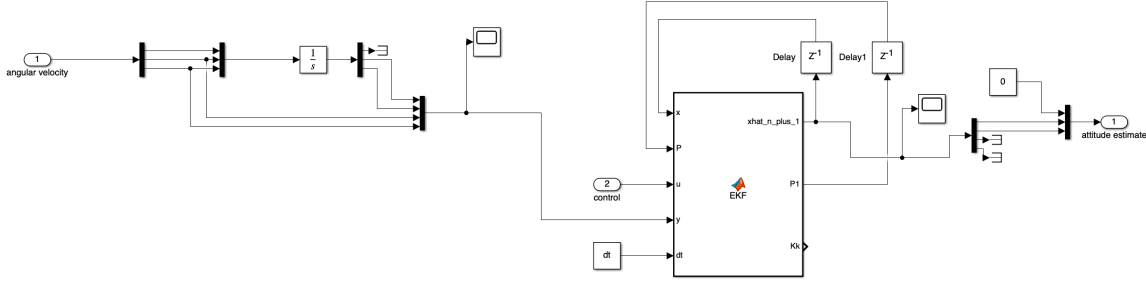 1
angular velocity
1
s
Delay
Z-1
Delay1
Z-1
0
1
attitude estimate
x
P
u
y
dt
xhat_n_plus_1
P1
Kk
EKF
2
control
dt